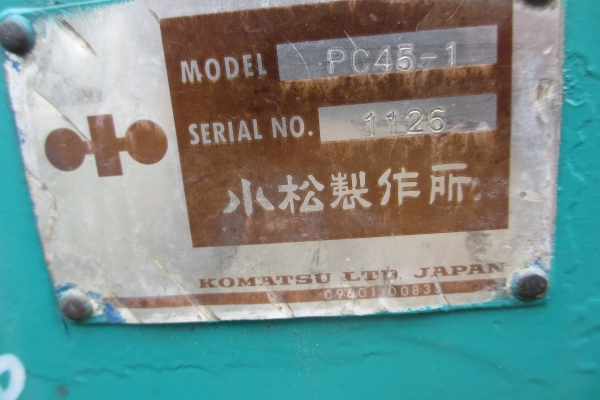 MODEL PC45-1
SERIAL NO. 1126
小松製作所
KOMATSU LTD. JAPAN
09601-00835